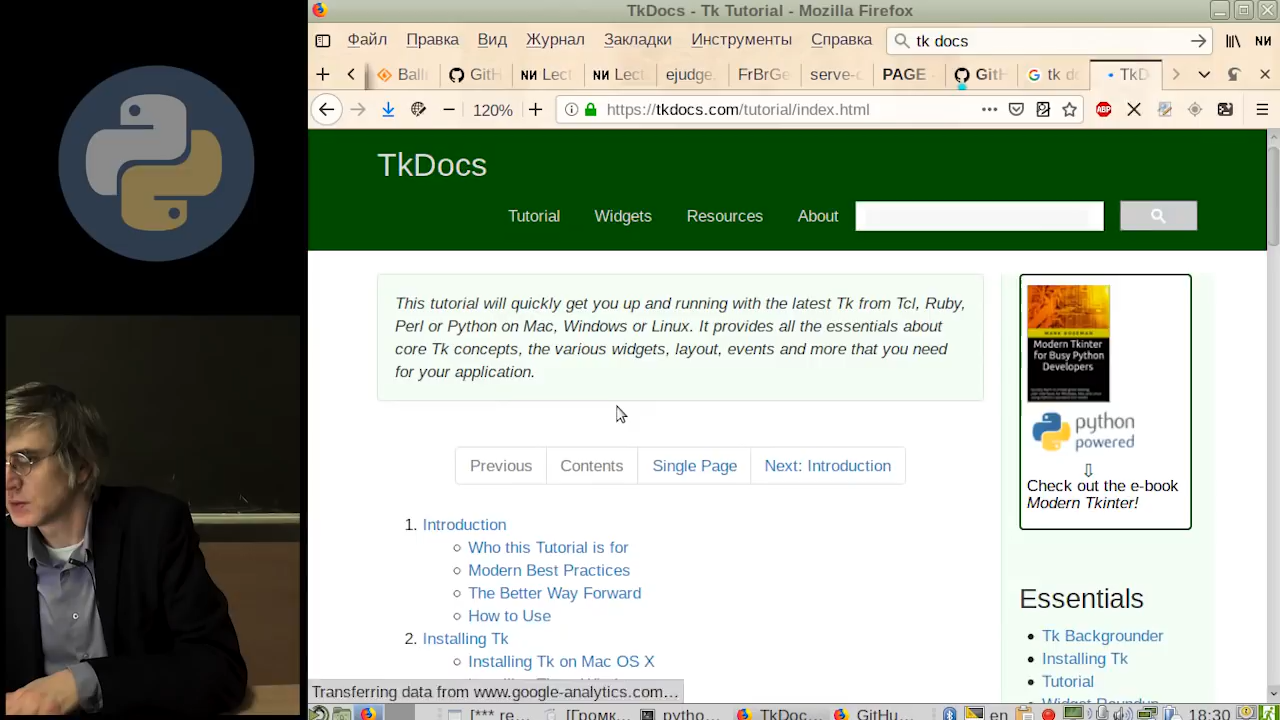 TkDocs - Tk Tutorial - Mozilla Firefox
Файл Правка Вид Журнал Закладки Инструменты Справка tk docs
GitH Lect Lect ejudge. FrBrGe serve-c PAGE - GitH tk d TkD
120% https://tkdocs.com/tutorial/index.html ABP
TkDocs
Tutorial Widgets Resources About
This tutorial will quickly get you up and running with the latest Tk from Tcl, Ruby,
Perl or Python on Mac, Windows or Linux. It provides all the essentials about
core Tk concepts, the various widgets, layout, events and more that you need
for your application.
Previous Contents Single Page Next: Introduction
1. Introduction
Who this Tutorial is for
Modern Best Practices
The Better Way Forward
How to Use
2. Installing Tk
Installing Tk on Mac OS X
Modern Tkinter
for Busy Python
Developers
python
powered
Check out the e-book
Modern Tkinter!
Essentials
Tk Backgrounder
Installing Tk
Tutorial
Widget Roundup
Transferring data from www.google-analytics.com…
[*** re... [[Громк... pytho... TkDoc... GitHu... en 18:30